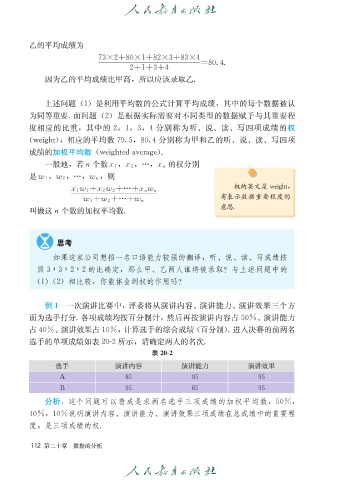 人民教育出版社
乙的平均成绩为
73×2+80×1+82×3+83×4
2+1+3+4
=80.4.
因为乙的平均成绩比甲高，所以应该录取乙.
上述问题（1）是利用平均数的公式计算平均成绩，其中的每个数据被认
为同等重要. 而问题（2）是根据实际需要对不同类型的数据赋予与其重要程
度相应的比重，其中的 2，1，3，4 分别称为听、说、读、写四项成绩的权
（weight），相应的平均数 79.5，80.4 分别称为甲和乙的听、说、读、写四项
成绩的加权平均数（weighted average）.
一般地，若 n 个数 x₁，x₂，…，xₙ 的权分别
是 w₁，w₂，…，wₙ，则
x₁w₁+x₂w₂+…+xₙwₙ
w₁+w₂+…+wₙ
叫做这 n 个数的加权平均数.
权的英文是 weight，
有表示数据重要程度的
意思.
思考
如果这家公司想招一名口语能力较强的翻译，听、说、读、写成绩按
照 3：3：2：2 的比确定，那么甲、乙两人谁将被录取？与上述问题中的
（1）（2）相比较，你能体会到权的作用吗？
例 1 一次演讲比赛中，评委将从演讲内容、演讲能力、演讲效果三个方
面为选手打分. 各项成绩均按百分制计，然后再按演讲内容占 50%、演讲能力
占 40%、演讲效果占 10%，计算选手的综合成绩（百分制）. 进入决赛的前两名
选手的单项成绩如表 20-2 所示，请确定两人的名次.
表 20-2
选手 演讲内容 演讲能力 演讲效果
A 85 95 95
B 95 85 95
分析：这个问题可以看成是求两名选手三项成绩的加权平均数，50%，
40%，10%说明演讲内容、演讲能力、演讲效果三项成绩在总成绩中的重要程
度，是三项成绩的权.
112 第二十章 数据的分析
人民教育出版社